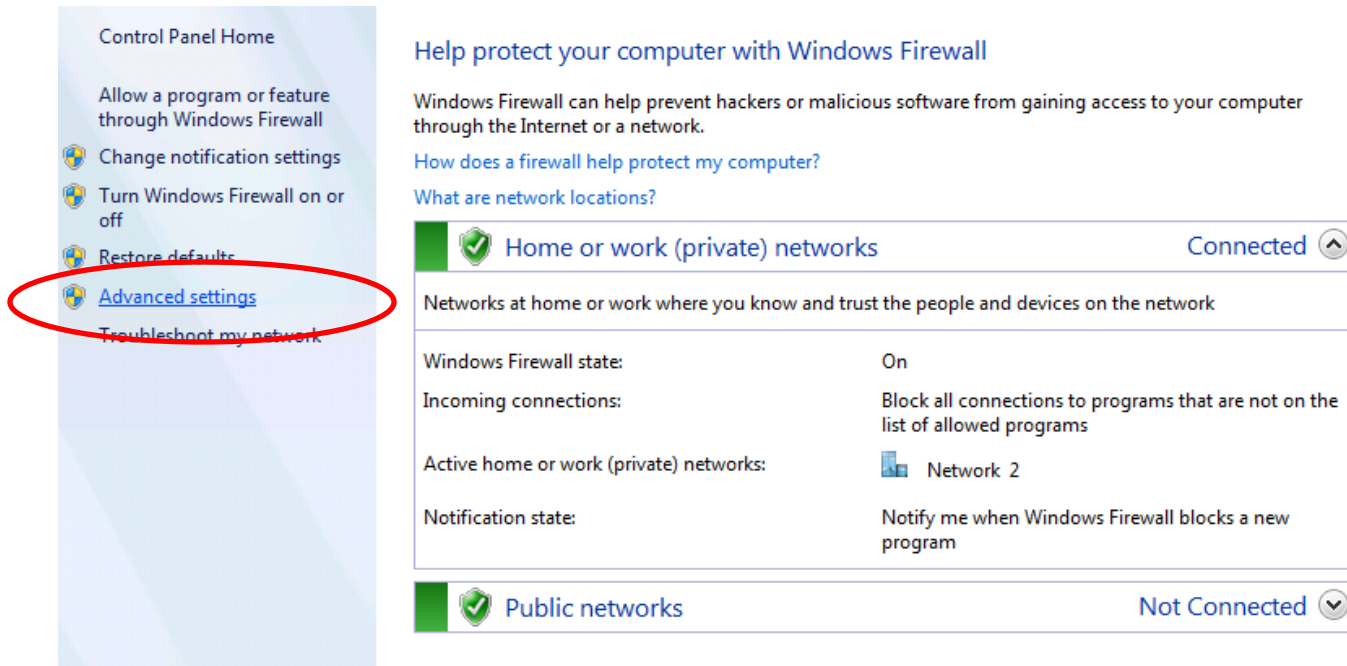 Control Panel Home
Allow a program or feature
through Windows Firewall
Change notification settings
Turn Windows Firewall on or
off
Restore defaults
Advanced settings
Troubleshoot my network
Help protect your computer with Windows Firewall
Windows Firewall can help prevent hackers or malicious software from gaining access to your computer
through the Internet or a network.
How does a firewall help protect my computer?
What are network locations?
Home or work (private) networks Connected
Networks at home or work where you know and trust the people and devices on the network
Windows Firewall state: On
Incoming connections: Block all connections to programs that are not on the
list of allowed programs
Active home or work (private) networks: Network 2
Notification state: Notify me when Windows Firewall blocks a new
program
Public networks Not Connected